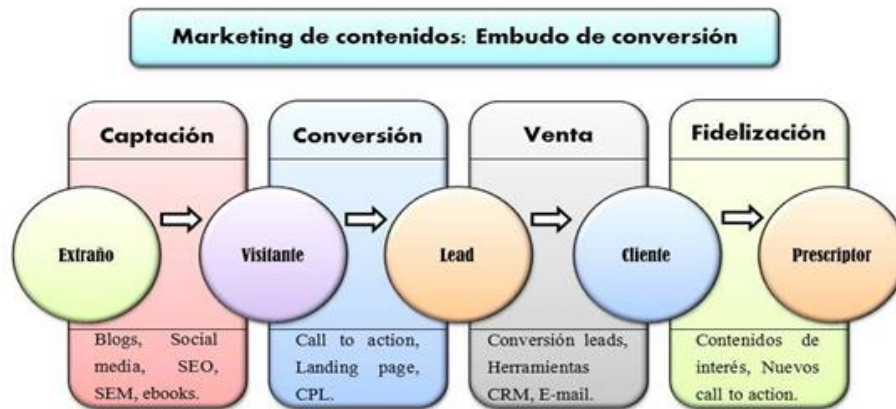 Marketing de contenidos: Embudo de conversión
Captación
Conversión
Venta
Fidelización
Extraño
Visitante
Lead
Cliente
Prescriptor
Blogs, Social
media, SEO,
SEM, ebooks.
Call to action,
Landing page,
CPL.
Conversión leads,
Herramientas
CRM, E-mail.
Contenidos de
interés, Nuevos
call to action.